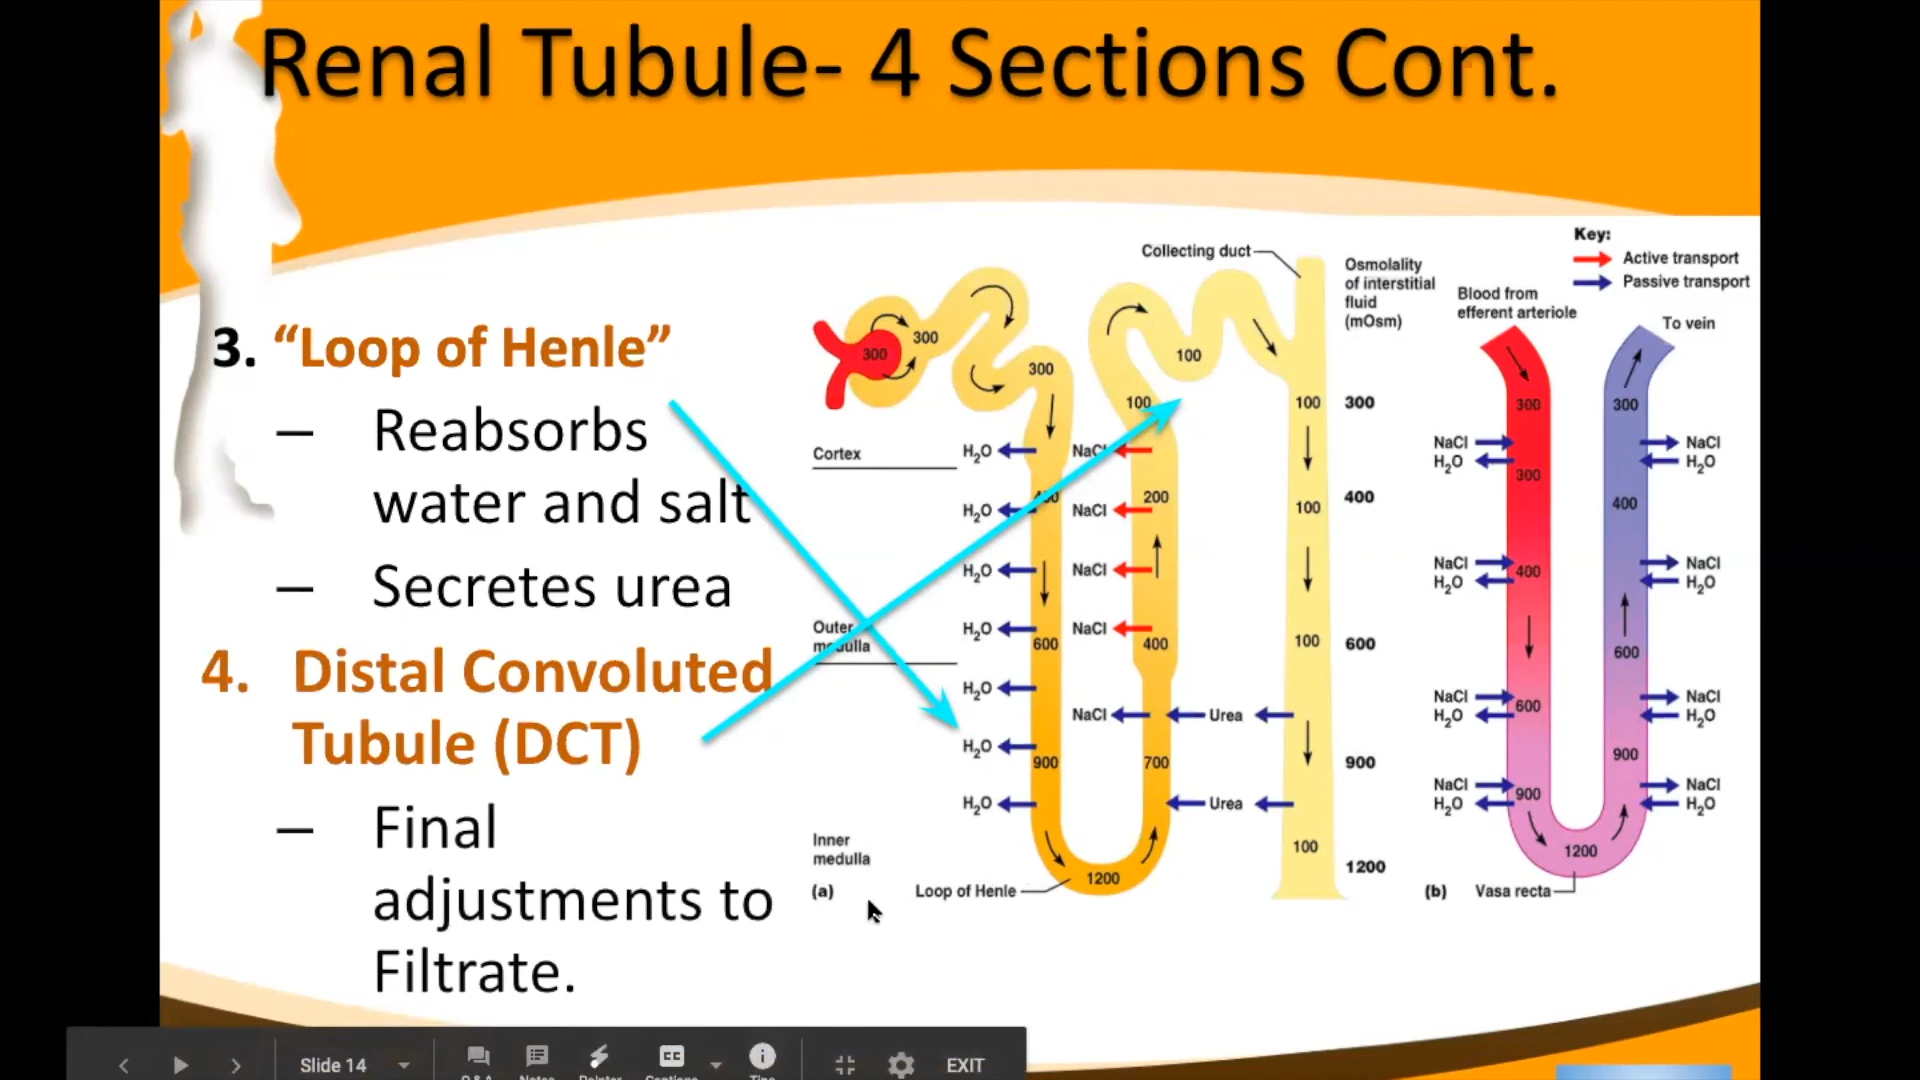 Renal Tubule- 4 Sections Cont.
3. “Loop of Henle”
– Reabsorbs
water and salt
– Secretes urea
4. Distal Convoluted
Tubule (DCT)
– Final
adjustments to
Filtrate.
Collecting duct
Osmolality
of interstitial
fluid
(mOsm)
Key:
Active transport
Passive transport
Blood from
efferent arteriole
To vein
300
300
300
100
100
100
300
Cortex
H₂O
NaCl
400
H₂O
NaCl
200
100
400
H₂O
NaCl
Outer
medulla
H₂O
NaCl
600
400
100
600
H₂O
NaCl
Urea
H₂O
900
700
900
H₂O
Urea
Inner
medulla
100
1200
1200
(a)
Loop of Henle
300
300
NaCl
H₂O
NaCl
H₂O
300
400
NaCl
H₂O
400
NaCl
H₂O
600
NaCl
H₂O
600
NaCl
H₂O
900
NaCl
H₂O
900
NaCl
H₂O
1200
(b)
Vasa recta
Slide 14
CC
EXIT